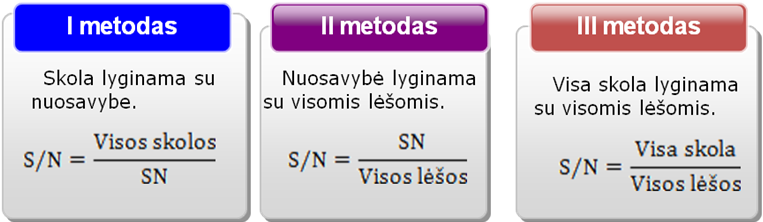 I metodas
Skola lyginama su
nuosavybe.
S/N = Visos skolos / SN
II metodas
Nuosavybė lyginama
su visomis lėšomis.
S/N = SN / Visos lėšos
III metodas
Visa skola lyginama
su visomis lėšomis.
S/N = Visa skola / Visos lėšos